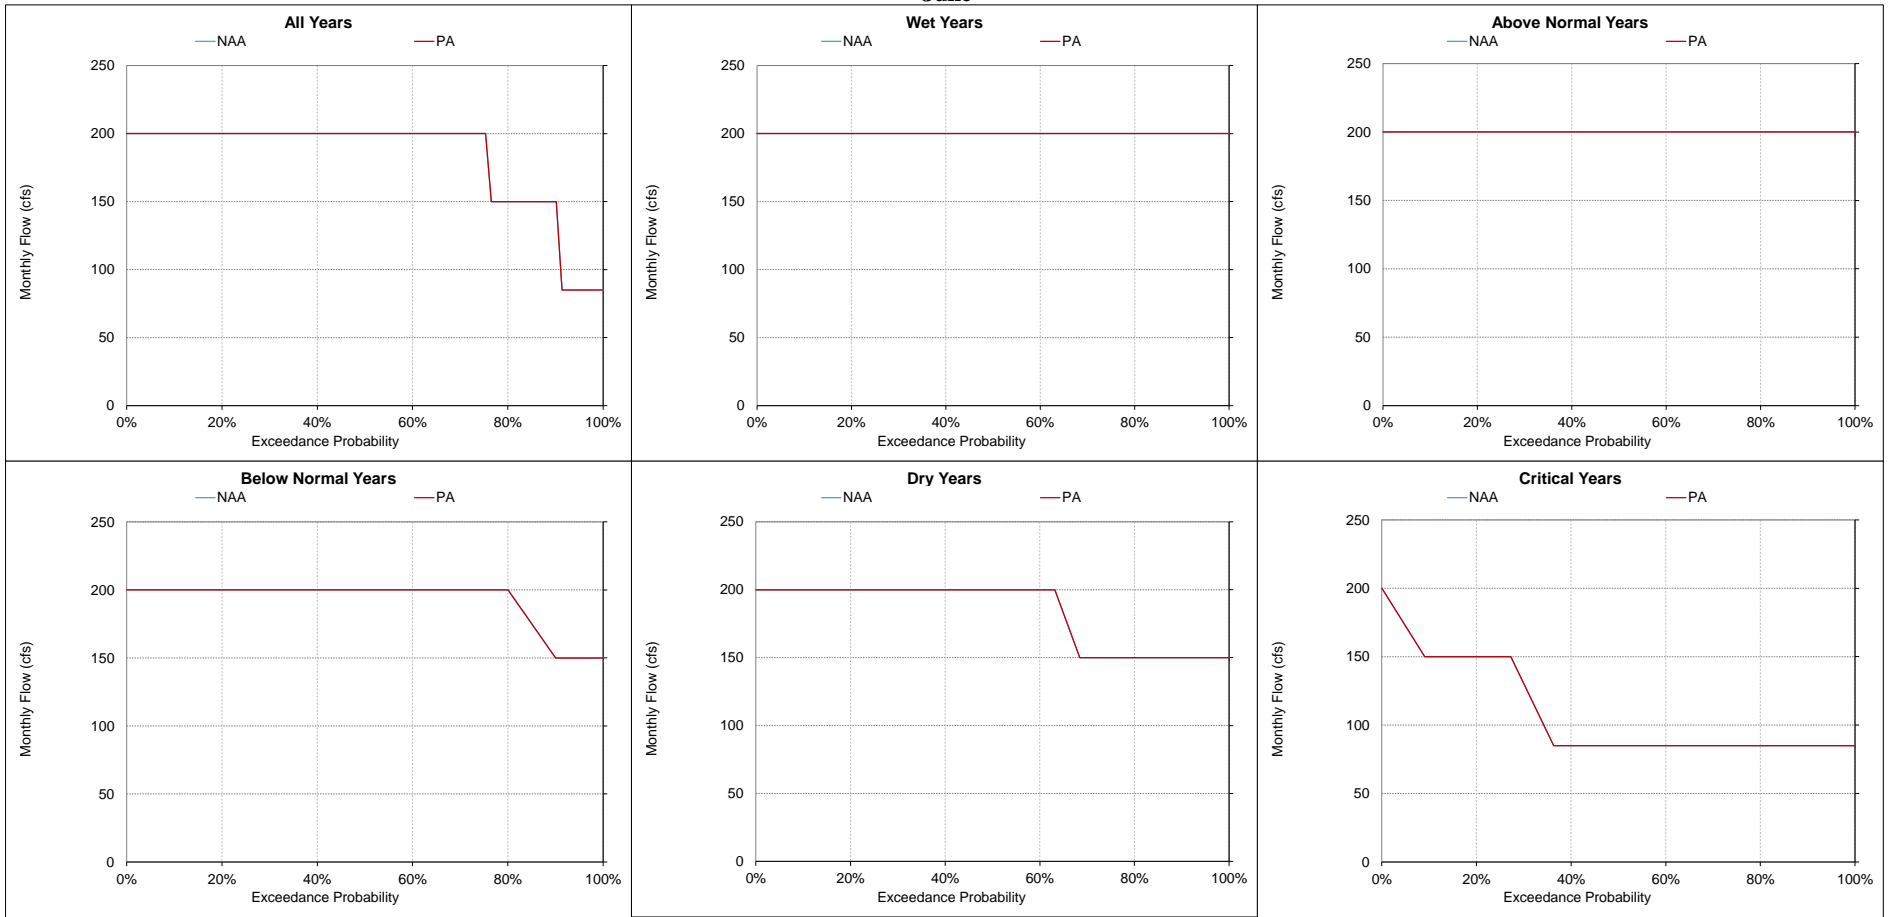 All Years
NAA PA
250
200
150
100
50
0
0% 20% 40% 60% 80% 100%
Exceedance Probability
Monthly Flow (cfs)
Wet Years
NAA PA
250
200
150
100
50
0
0% 20% 40% 60% 80% 100%
Exceedance Probability
Monthly Flow (cfs)
Above Normal Years
NAA PA
250
200
150
100
50
0
0% 20% 40% 60% 80% 100%
Exceedance Probability
Monthly Flow (cfs)
Below Normal Years
NAA PA
250
200
150
100
50
0
0% 20% 40% 60% 80% 100%
Exceedance Probability
Monthly Flow (cfs)
Dry Years
NAA PA
250
200
150
100
50
0
0% 20% 40% 60% 80% 100%
Exceedance Probability
Monthly Flow (cfs)
Critical Years
NAA PA
250
200
150
100
50
0
0% 20% 40% 60% 80% 100%
Exceedance Probability
Monthly Flow (cfs)